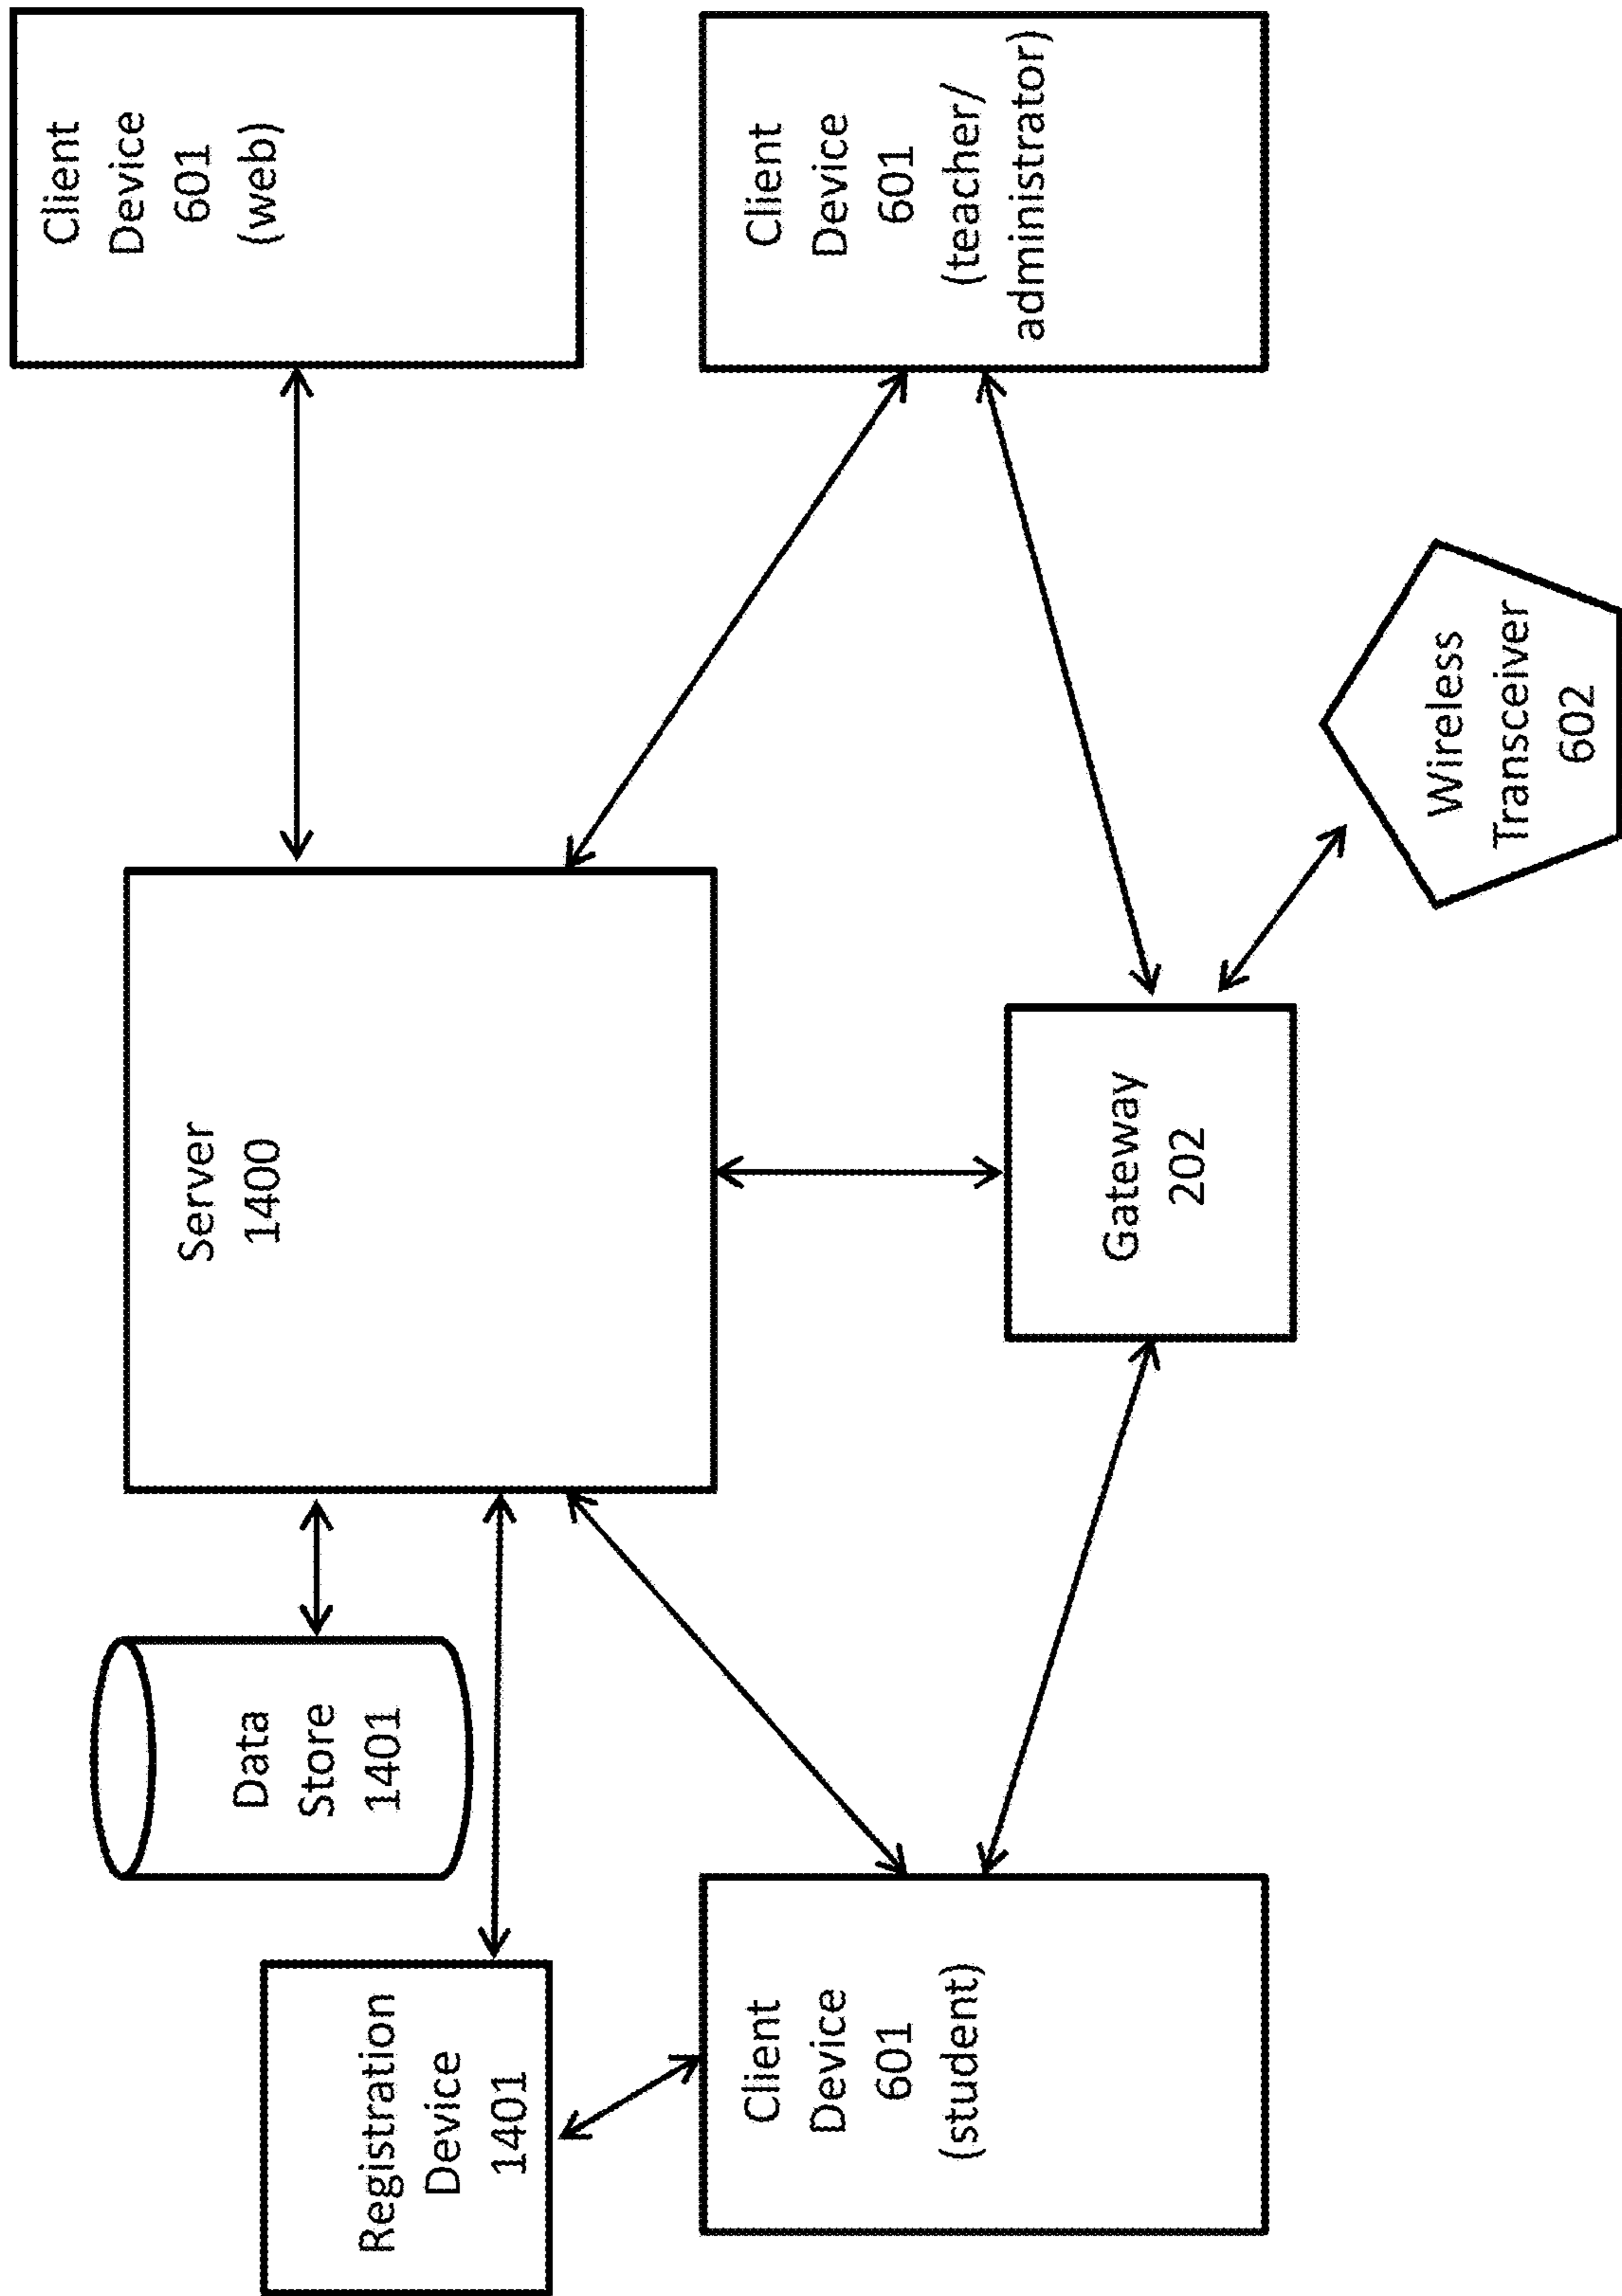 Registration
Device
1401
Data
Store
1401
Server
1400
Client
Device
601
(web)
Client
Device
601
(student)
Gateway
202
Client
Device
601
(teacher/
administrator)
Wireless
Transceiver
602